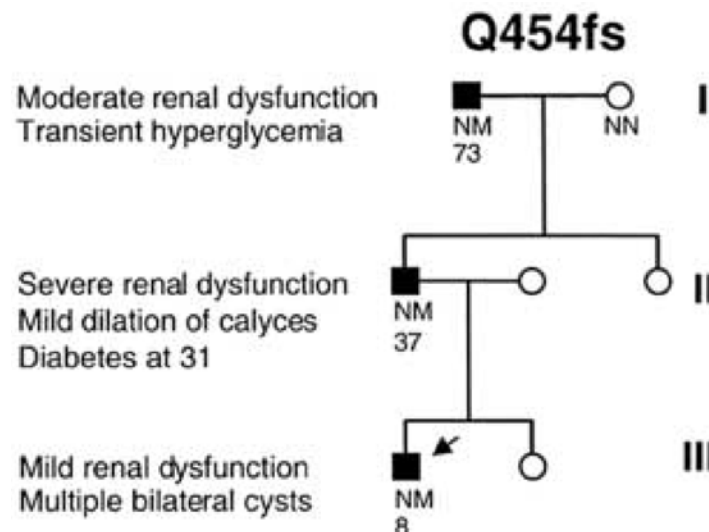 Q454fs
Moderate renal dysfunction
Transient hyperglycemia
I
NM
73
NN
Severe renal dysfunction
Mild dilation of calyces
Diabetes at 31
II
NM
37
Mild renal dysfunction
Multiple bilateral cysts
III
NM
8